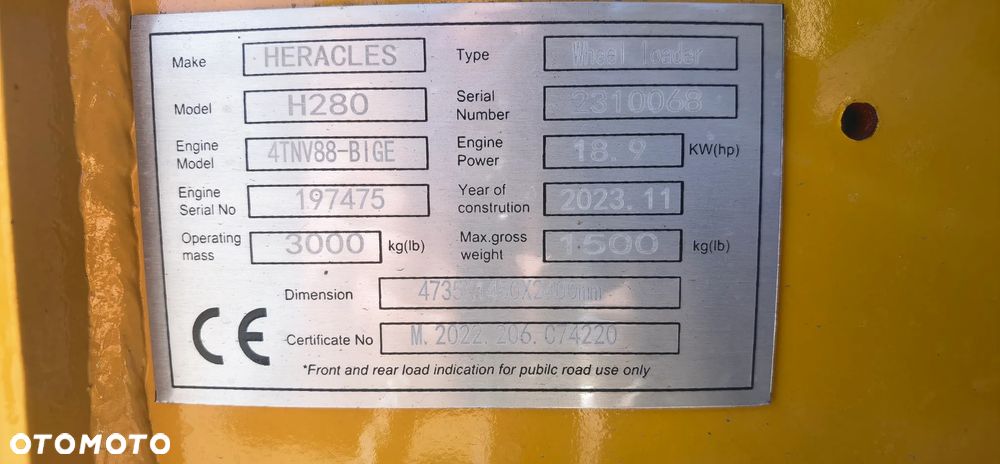 Make HERACLES Type Wheel loader
Model H280 Serial Number 2310068
Engine Model 4TNV88-BIGE Engine Power 18.9 KW(hp)
Engine Serial No 197475 Year of constrution 2023.11
Operating mass 3000 kg(lb) Max.gross weight 1500 kg(lb)
Dimension
CE Certificate No M.2022.206.C74220
*Front and rear load indication for pubilc road use only
OTOMOTO